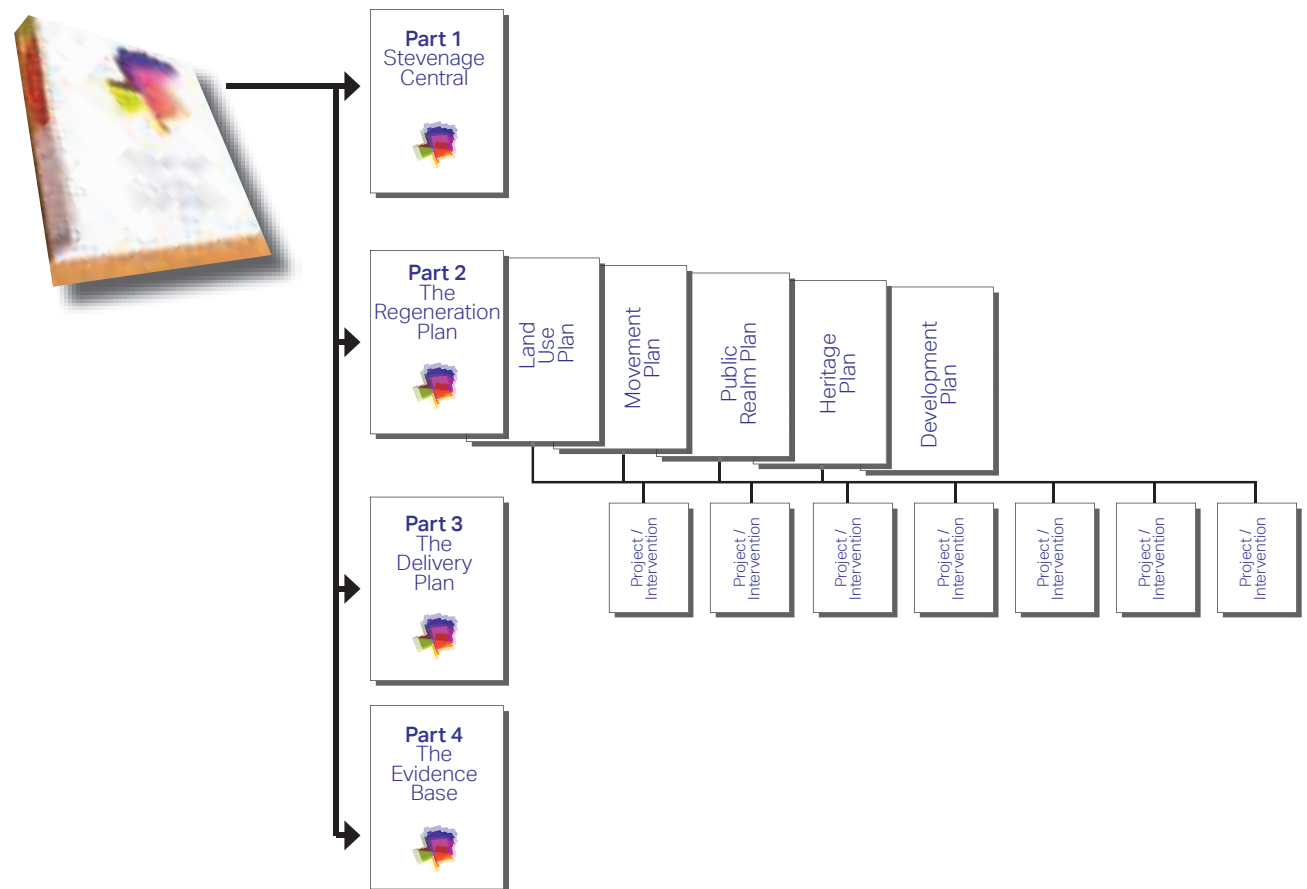 Part 1
Stevenage
Central
Part 2
The
Regeneration
Plan
Land
Use
Plan
Movement
Plan
Public
Realm Plan
Heritage
Plan
Development
Plan
Project /
Intervention
Project /
Intervention
Project /
Intervention
Project /
Intervention
Project /
Intervention
Project /
Intervention
Project /
Intervention
Part 3
The
Delivery
Plan
Part 4
The
Evidence
Base